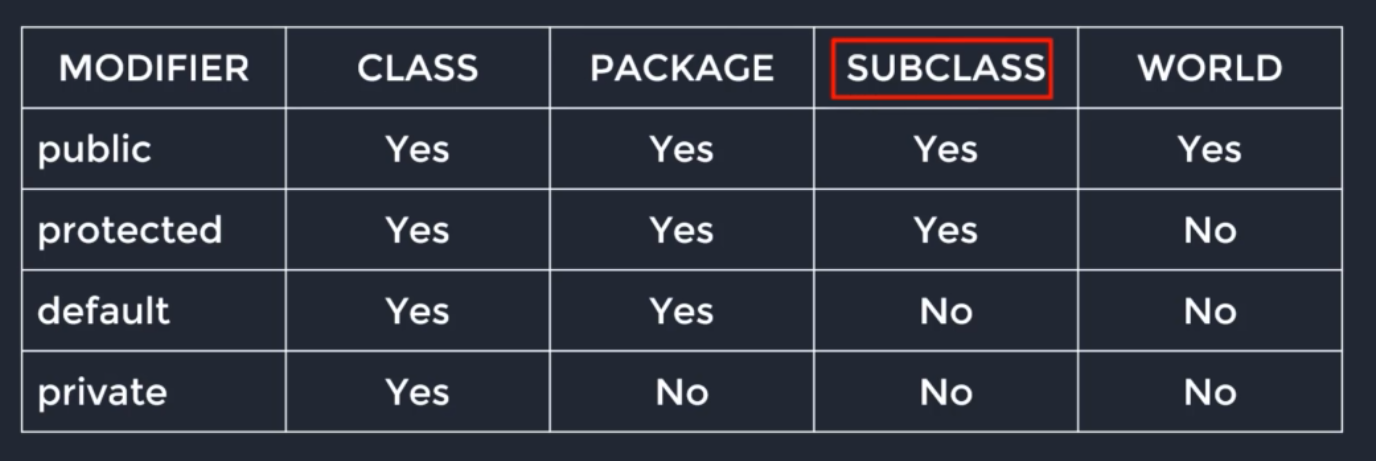 MODIFIER CLASS PACKAGE SUBCLASS WORLD
public Yes Yes Yes Yes
protected Yes Yes Yes No
default Yes Yes No No
private Yes No No No